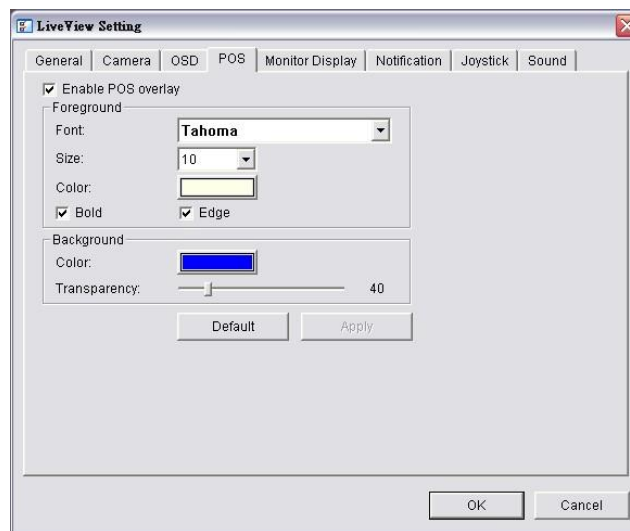 LiveView Setting
General Camera OSD POS Monitor Display Notification Joystick Sound
Enable POS overlay
Foreground
Font: Tahoma
Size: 10
Color:
Bold Edge
Background
Color:
Transparency: 40
Default Apply
OK Cancel